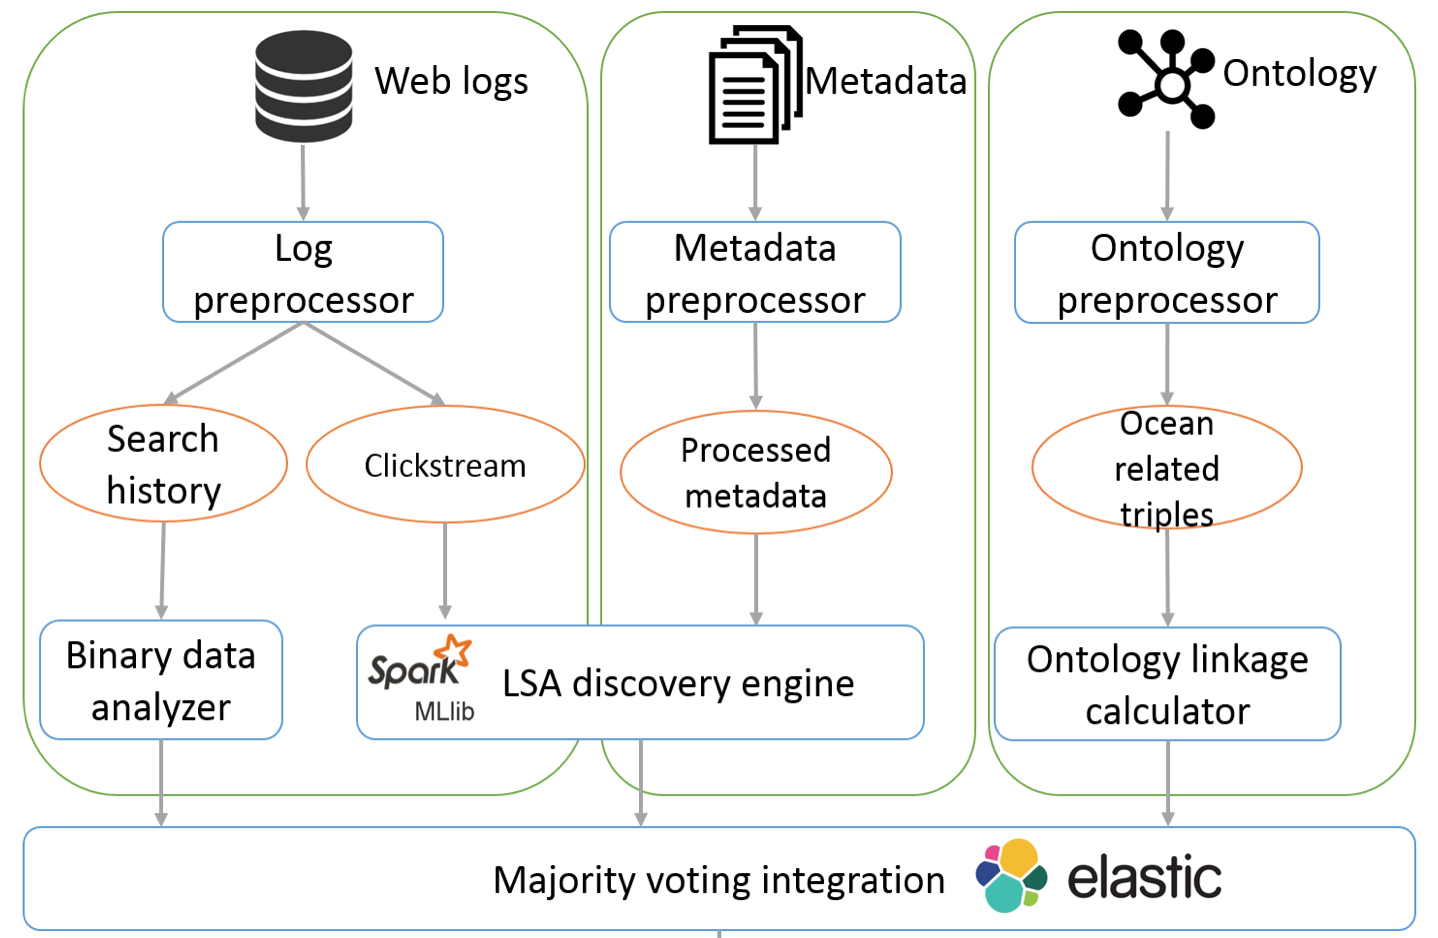 Web logs
Metadata
Ontology
Log
preprocessor
Metadata
preprocessor
Ontology
preprocessor
Search
history
Clickstream
Processed
metadata
Ocean
related
triples
Binary data
analyzer
Spark
MLlib
LSA discovery engine
Ontology linkage
calculator
Majority voting integration
elastic